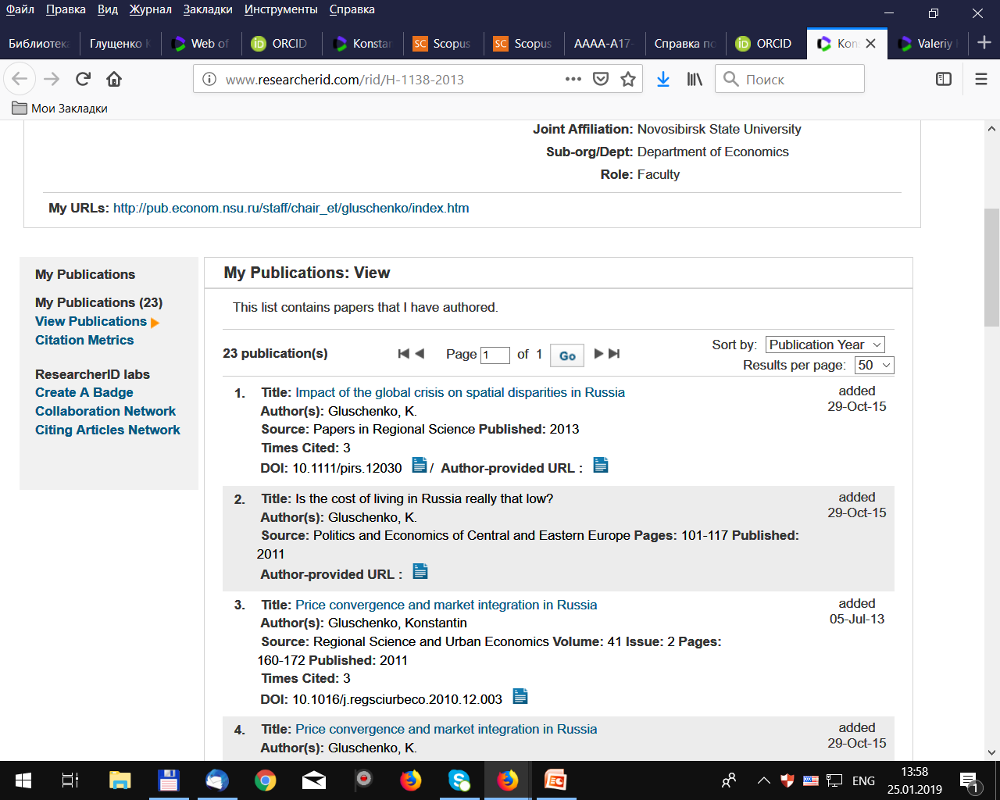 Файл Правка Вид Журнал Закладки Инструменты Справка
Библиотека Глущенко К Web of ORCID Konstan SC Scopus SC Scopus AAAA-A17- Справка по ORCID Kons Valeriy
www.researcherid.com/rid/H-1138-2013 Поиск
Мои Закладки
Joint Affiliation: Novosibirsk State University
Sub-org/Dept: Department of Economics
Role: Faculty
My URLs: http://pub.econom.nsu.ru/staff/chair_et/gluschenko/index.htm
My Publications
My Publications (23)
View Publications
Citation Metrics
ResearcherID labs
Create A Badge
Collaboration Network
Citing Articles Network
My Publications: View
This list contains papers that I have authored.
23 publication(s) Page 1 of 1 Go
Sort by: Publication Year
Results per page: 50
1. Title: Impact of the global crisis on spatial disparities in Russia
Author(s): Gluschenko, K.
Source: Papers in Regional Science Published: 2013
Times Cited: 3
DOI: 10.1111/pirs.12030 / Author-provided URL :
added
29-Oct-15
2. Title: Is the cost of living in Russia really that low?
Author(s): Gluschenko, K.
Source: Politics and Economics of Central and Eastern Europe Pages: 101-117 Published:
2011
Author-provided URL :
added
29-Oct-15
3. Title: Price convergence and market integration in Russia
Author(s): Gluschenko, Konstantin
Source: Regional Science and Urban Economics Volume: 41 Issue: 2 Pages:
160-172 Published: 2011
Times Cited: 3
DOI: 10.1016/j.regsciurbeco.2010.12.003
added
05-Jul-13
4. Title: Price convergence and market integration in Russia
Author(s): Gluschenko, K.
added
29-Oct-15
ENG
13:58
25.01.2019
1